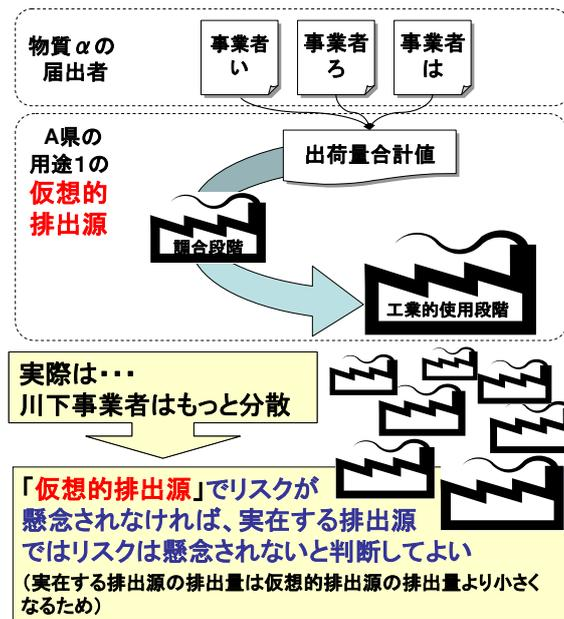 物質αの
届出者
事業者
い
事業者
ろ
事業者
は
A県の
用途1の
仮想的
排出源
出荷量合計値
調合段階
工業的使用段階
実際は・・・
川下事業者はもっと分散
「仮想的排出源」でリスクが
懸念されなければ、実在する排出源
ではリスクは懸念されないと判断してよい
（実在する排出源の排出量は仮想的排出源の排出量より小さく
なるため）